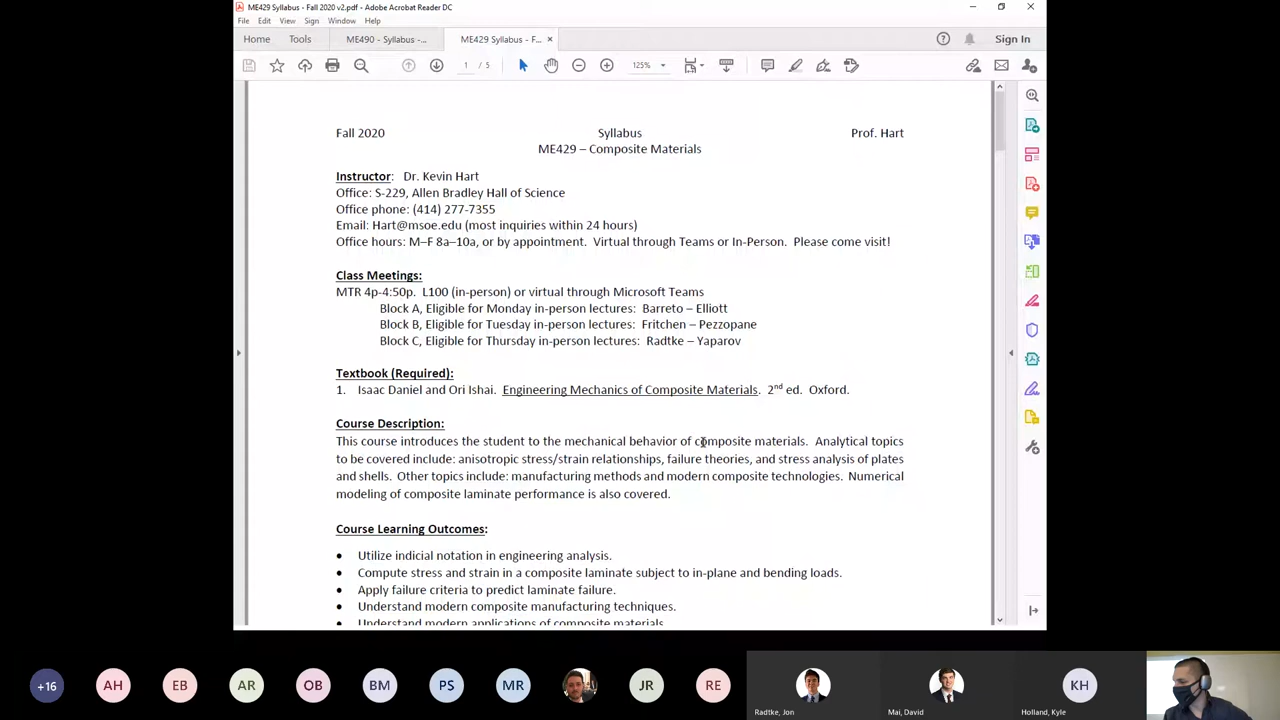 ME429 Syllabus - Fall 2020 v2.pdf - Adobe Acrobat Reader DC
File Edit View Sign Window Help
Home Tools ME490 - Syllabus -... ME429 Syllabus - F... × Sign In
1 / 5 125%
Fall 2020 Syllabus Prof. Hart
ME429 – Composite Materials
Instructor: Dr. Kevin Hart
Office: S-229, Allen Bradley Hall of Science
Office phone: (414) 277-7355
Email: Hart@msoe.edu (most inquiries within 24 hours)
Office hours: M–F 8a–10a, or by appointment. Virtual through Teams or In-Person. Please come visit!
Class Meetings:
MTR 4p-4:50p. L100 (in-person) or virtual through Microsoft Teams
Block A, Eligible for Monday in-person lectures: Barreto – Elliott
Block B, Eligible for Tuesday in-person lectures: Fritchen – Pezzopane
Block C, Eligible for Thursday in-person lectures: Radtke – Yaparov
Textbook (Required):
1. Isaac Daniel and Ori Ishai. Engineering Mechanics of Composite Materials. 2nd ed. Oxford.
Course Description:
This course introduces the student to the mechanical behavior of composite materials. Analytical topics
to be covered include: anisotropic stress/strain relationships, failure theories, and stress analysis of plates
and shells. Other topics include: manufacturing methods and modern composite technologies. Numerical
modeling of composite laminate performance is also covered.
Course Learning Outcomes:
• Utilize indicial notation in engineering analysis.
• Compute stress and strain in a composite laminate subject to in-plane and bending loads.
• Apply failure criteria to predict laminate failure.
• Understand modern composite manufacturing techniques.
• Understand modern applications of composite materials.
+16 AH EB AR OB BM PS MR JR RE KH
Radtke, Jon Mai, David Holland, Kyle